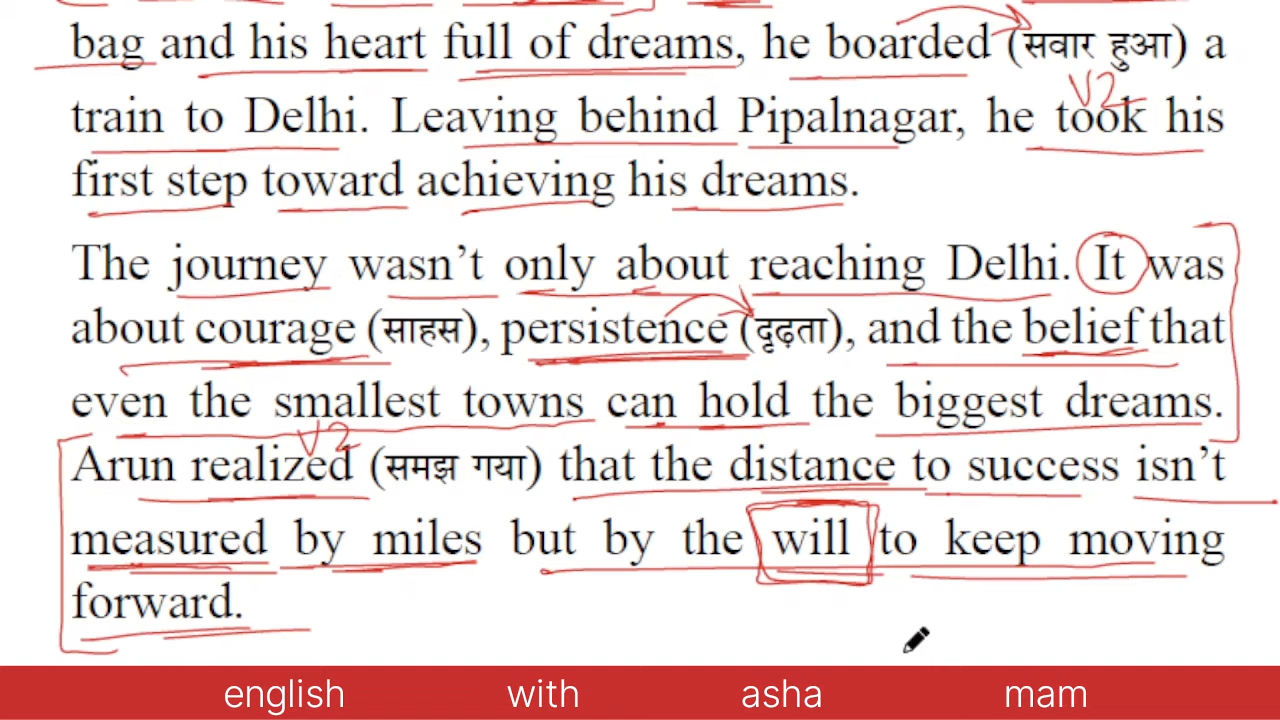 bag and his heart full of dreams, he boarded (सवार हुआ) a
V2
train to Delhi. Leaving behind Pipalnagar, he took his
first step toward achieving his dreams.
The journey wasn't only about reaching Delhi. It was
about courage (साहस), persistence (दृढ़ता), and the belief that
even the smallest towns can hold the biggest dreams.
V2
Arun realized (समझ गया) that the distance to success isn't
measured by miles but by the will to keep moving
forward.
english with asha mam